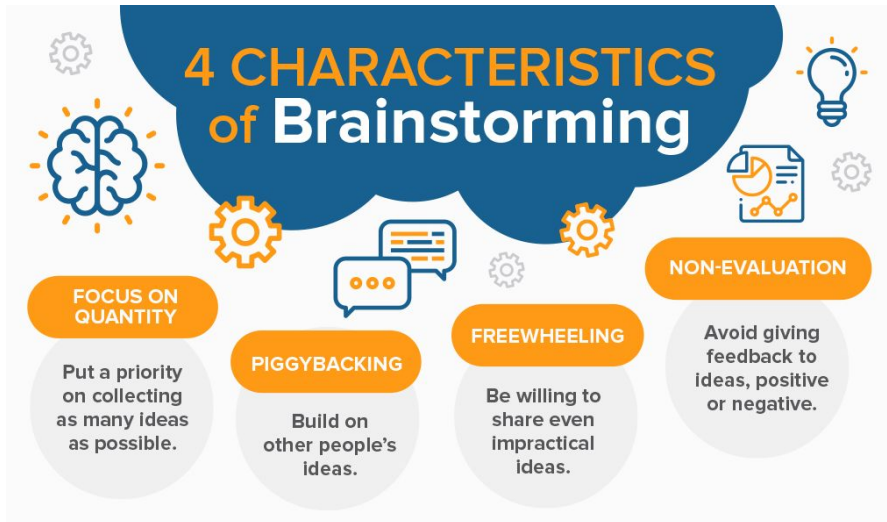 4 CHARACTERISTICS
of Brainstorming
FOCUS ON
QUANTITY
Put a priority
on collecting
as many ideas
as possible.
PIGGYBACKING
Build on
other people's
ideas.
FREEWHEELING
Be willing to
share even
impractical
ideas.
NON-EVALUATION
Avoid giving
feedback to
ideas, positive
or negative.